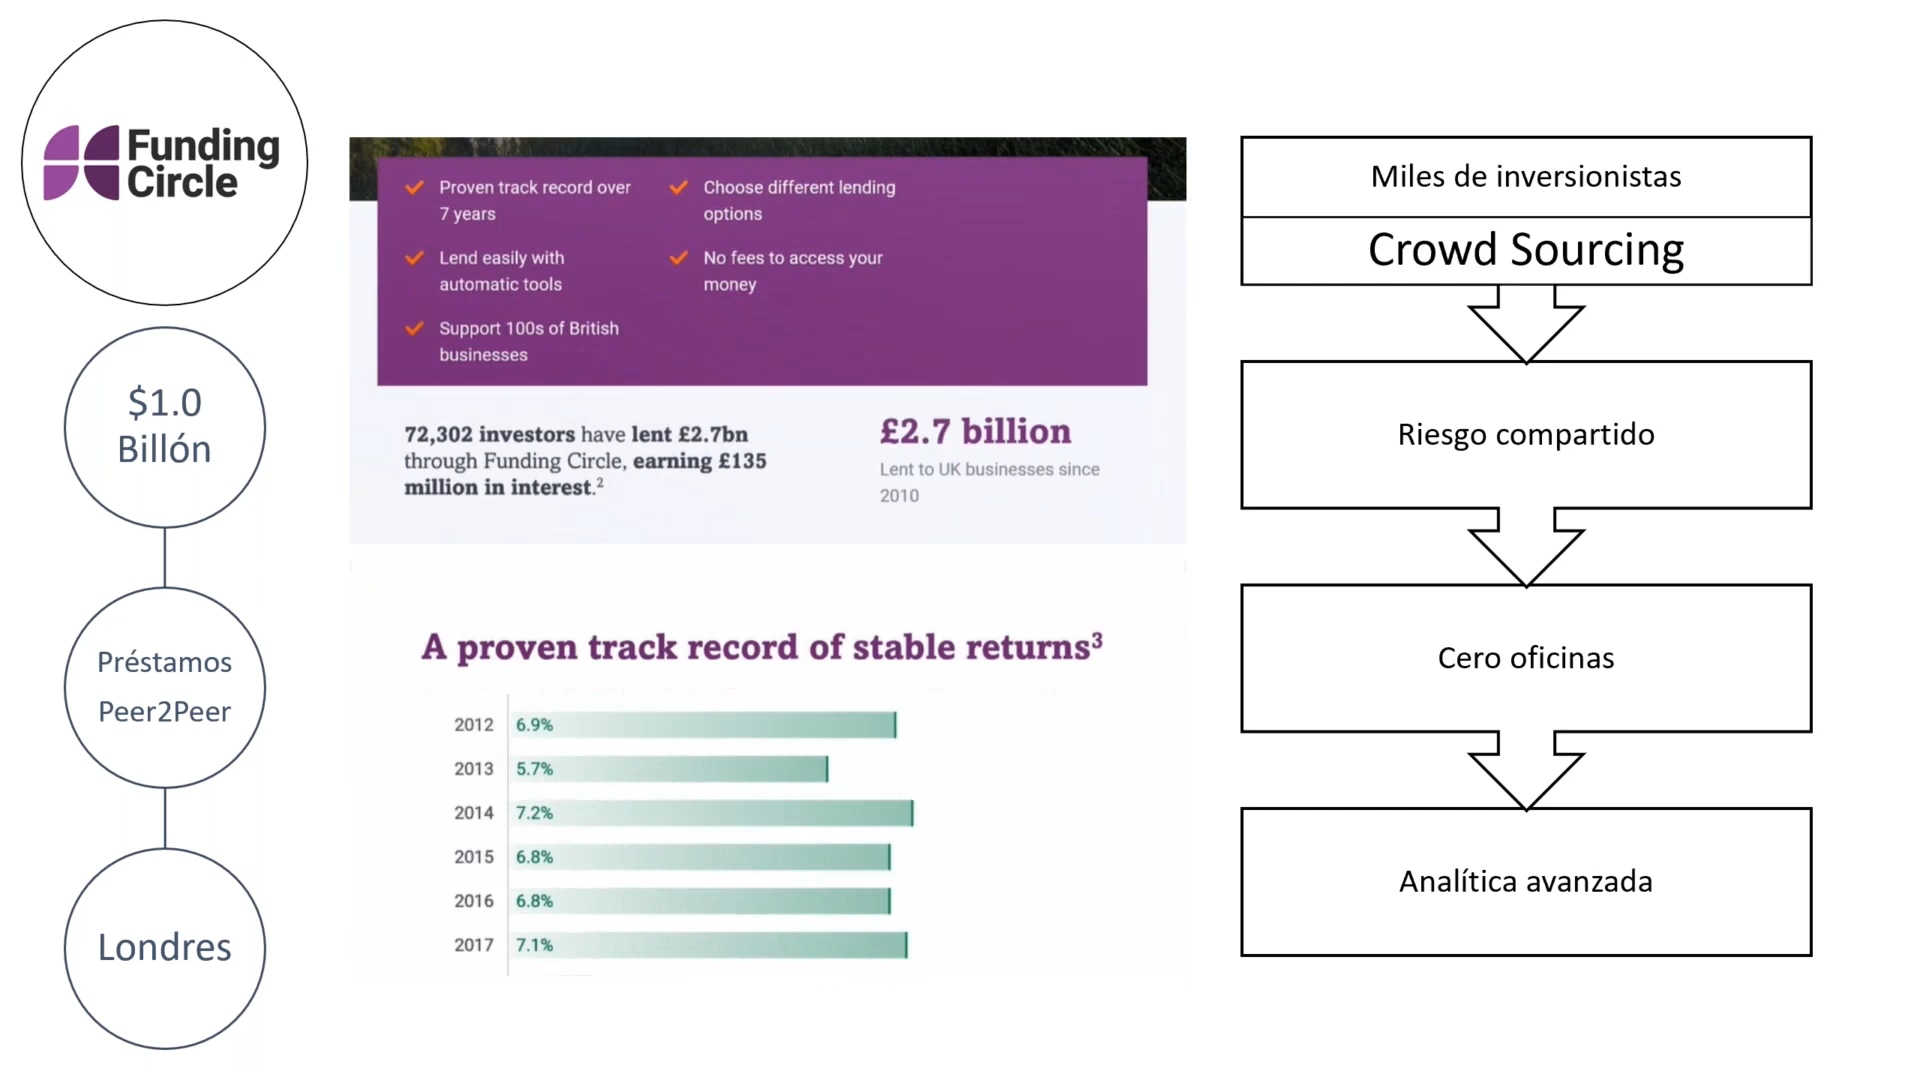 Funding
Circle
$1.0
Billón
Préstamos
Peer2Peer
Londres
Proven track record over
7 years
Lend easily with
automatic tools
Support 100s of British
businesses
Choose different lending
options
No fees to access your
money
72,302 investors have lent £2.7bn
through Funding Circle, earning £135
million in interest.²
£2.7 billion
Lent to UK businesses since
2010
A proven track record of stable returns³
2012 6.9%
2013 5.7%
2014 7.2%
2015 6.8%
2016 6.8%
2017 7.1%
Miles de inversionistas
Crowd Sourcing
Riesgo compartido
Cero oficinas
Analítica avanzada